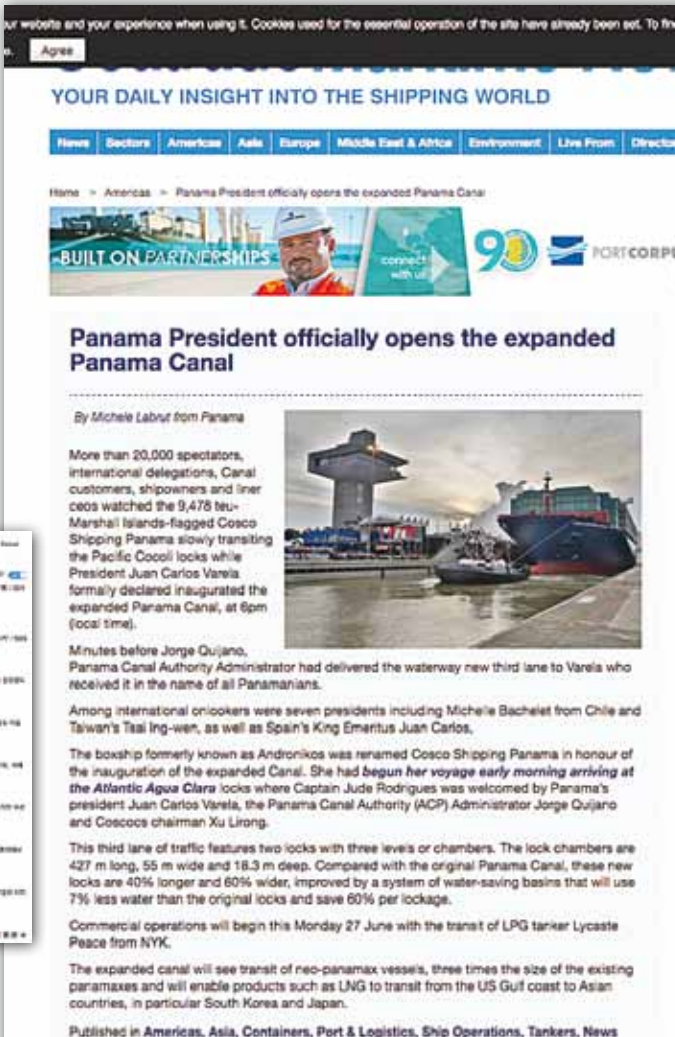 ur website and your experience when using it. Cookies used for the essential operation of the site have already been set. To fin
Agree
YOUR DAILY INSIGHT INTO THE SHIPPING WORLD
News Sectors Americas Asia Europe Middle East & Africa Environment Live From Director
Home > Americas > Panama President officially opens the expanded Panama Canal
BUILT ON PARTNERSHIPS
connect
with us
90
PORTCORPU
Panama President officially opens the expanded
Panama Canal
By Michele Labrut from Panama
More than 20,000 spectators,
international delegations, Canal
customers, shipowners and liner
ceos watched the 9,478 teu-
Marshall Islands-flagged Cosco
Shipping Panama slowly transiting
the Pacific Cocoli locks while
President Juan Carlos Varela
formally declared inaugurated the
expanded Panama Canal, at 6pm
(local time).
Minutes before Jorge Quijano,
Panama Canal Authority Administrator had delivered the waterway new third lane to Varela who
received it in the name of all Panamanians.
Among international onlookers were seven presidents including Michelle Bachelet from Chile and
Taiwan's Tsai Ing-wen, as well as Spain's King Emeritus Juan Carlos,
The boxship formerly known as Andronikos was renamed Cosco Shipping Panama in honour of
the inauguration of the expanded Canal. She had begun her voyage early morning arriving at
the Atlantic Agua Clara locks where Captain Jude Rodrigues was welcomed by Panama's
president Juan Carlos Varela, the Panama Canal Authority (ACP) Administrator Jorge Quijano
and Coscocs chairman Xu Lirong.
This third lane of traffic features two locks with three levels or chambers. The lock chambers are
427 m long, 55 m wide and 18.3 m deep. Compared with the original Panama Canal, these new
locks are 40% longer and 60% wider, improved by a system of water-saving basins that will use
7% less water than the original locks and save 60% per lockage.
Commercial operations will begin this Monday 27 June with the transit of LPG tanker Lycaste
Peace from NYK.
The expanded canal will see transit of neo-panamax vessels, three times the size of the existing
panamaxes and will enable products such as LNG to transit from the US Gulf coast to Asian
countries, in particular South Korea and Japan.
Published in Americas, Asia, Containers, Port & Logistics, Ship Operations, Tankers, News